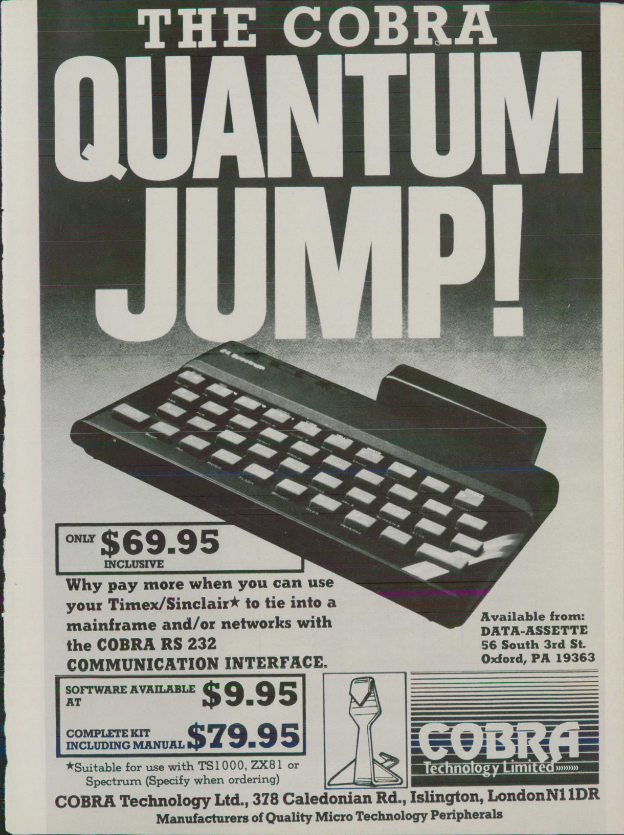 THE COBRA
QUANTUM
JUMP!
ONLY $69.95
INCLUSIVE
Why pay more when you can use
your Timex/Sinclair★ to tie into a
mainframe and/or networks with
the COBRA RS 232
COMMUNICATION INTERFACE.
Available from:
DATA-ASSETTE
56 South 3rd St.
Oxford, PA 19363
SOFTWARE AVAILABLE
AT $9.95
COMPLETE KIT
INCLUDING MANUAL $79.95
★Suitable for use with TS1000, ZX81 or
Spectrum (Specify when ordering)
COBRA
Technology Limited
COBRA Technology Ltd., 378 Caledonian Rd., Islington, LondonN11DR
Manufacturers of Quality Micro Technology Peripherals